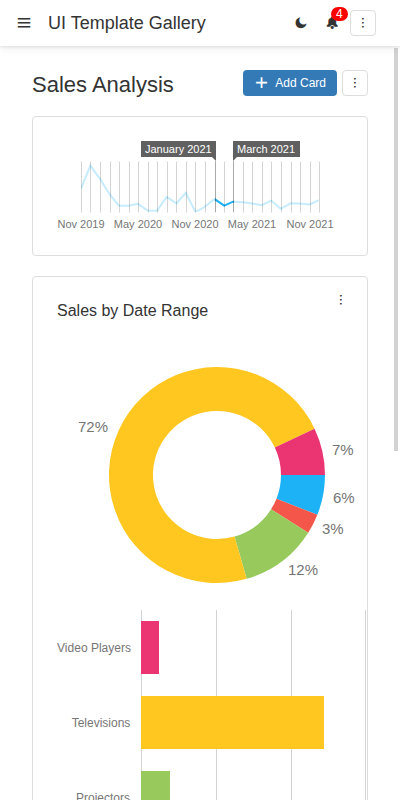 UI Template Gallery
4
Sales Analysis
Add Card
January 2021
March 2021
Nov 2019
May 2020
Nov 2020
May 2021
Nov 2021
Sales by Date Range
72%
7%
6%
3%
12%
Video Players
Televisions
Projectors